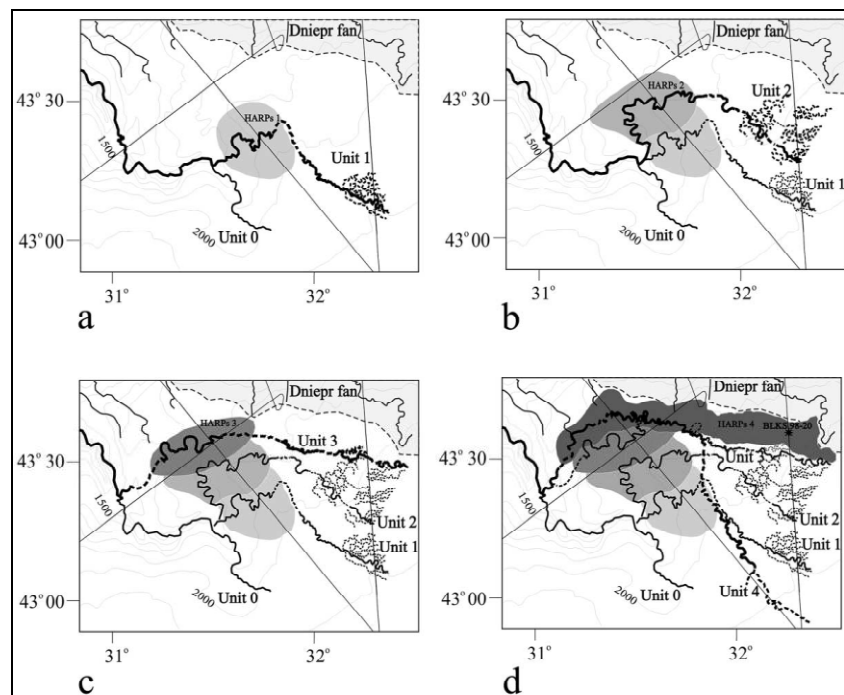 Dniepr fan
43° 30
HARPs 1
1500
Unit 1
2000
Unit 0
43° 00
31°
32°
a
Dniepr fan
43° 30
HARPs 2
Unit 2
1500
Unit 1
2000
Unit 0
43° 00
31°
32°
b
Dniepr fan
HARPs 3
Unit 3
43° 30
1500
Unit 2
Unit 1
2000
Unit 0
43° 00
31°
32°
c
Dniepr fan
HARPs 4
BLKS 98-20
43° 30
Unit 3
1500
Unit 2
Unit 1
2000
Unit 0
Unit 4
43° 00
31°
32°
d